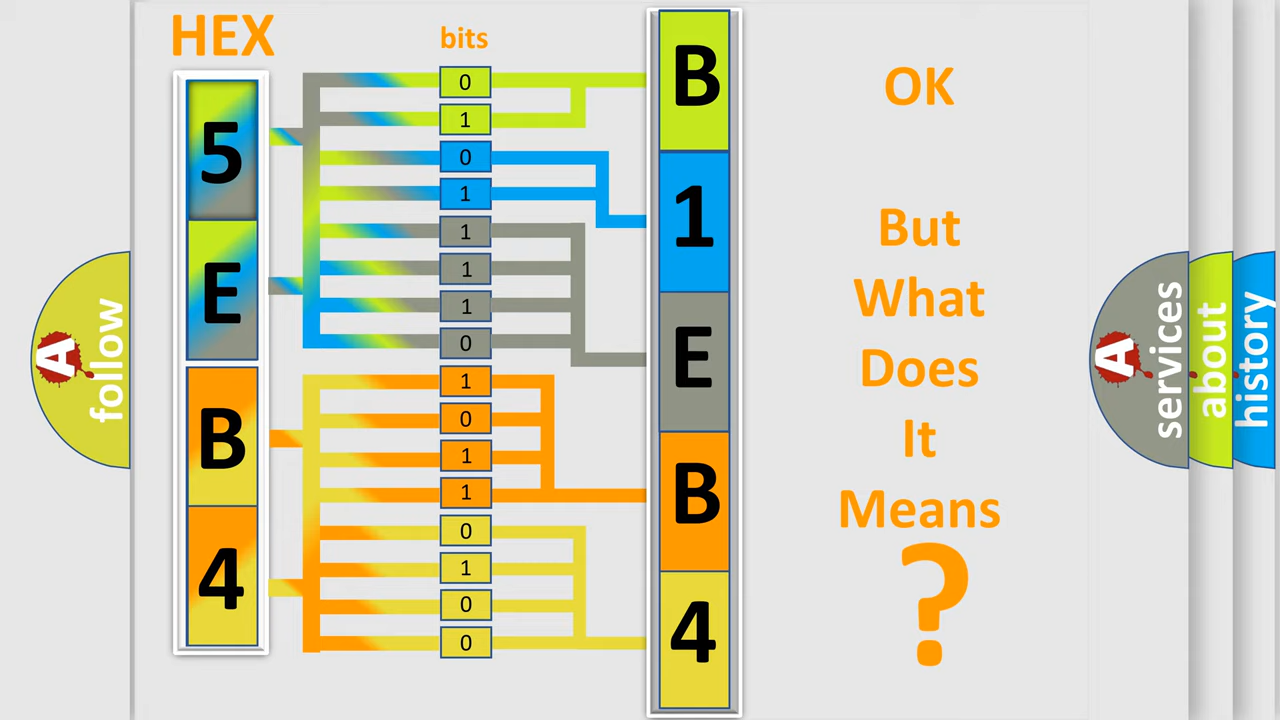 HEX
bits
5
E
B
4
0
1
0
1
1
1
1
0
1
0
1
1
0
1
0
0
B
1
E
B
4
OK
But
What
Does
It
Means
?
A
follow
A
services
about
history